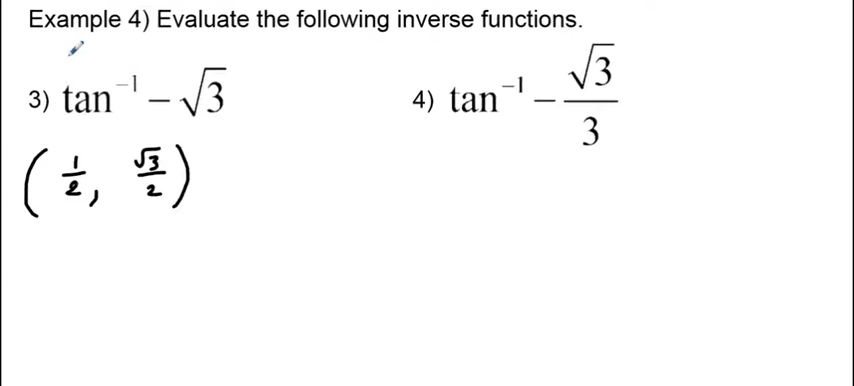 Example 4) Evaluate the following inverse functions.
3) tan⁻¹ − √3
4) tan⁻¹ − √3/3
(1/2, √3/2)